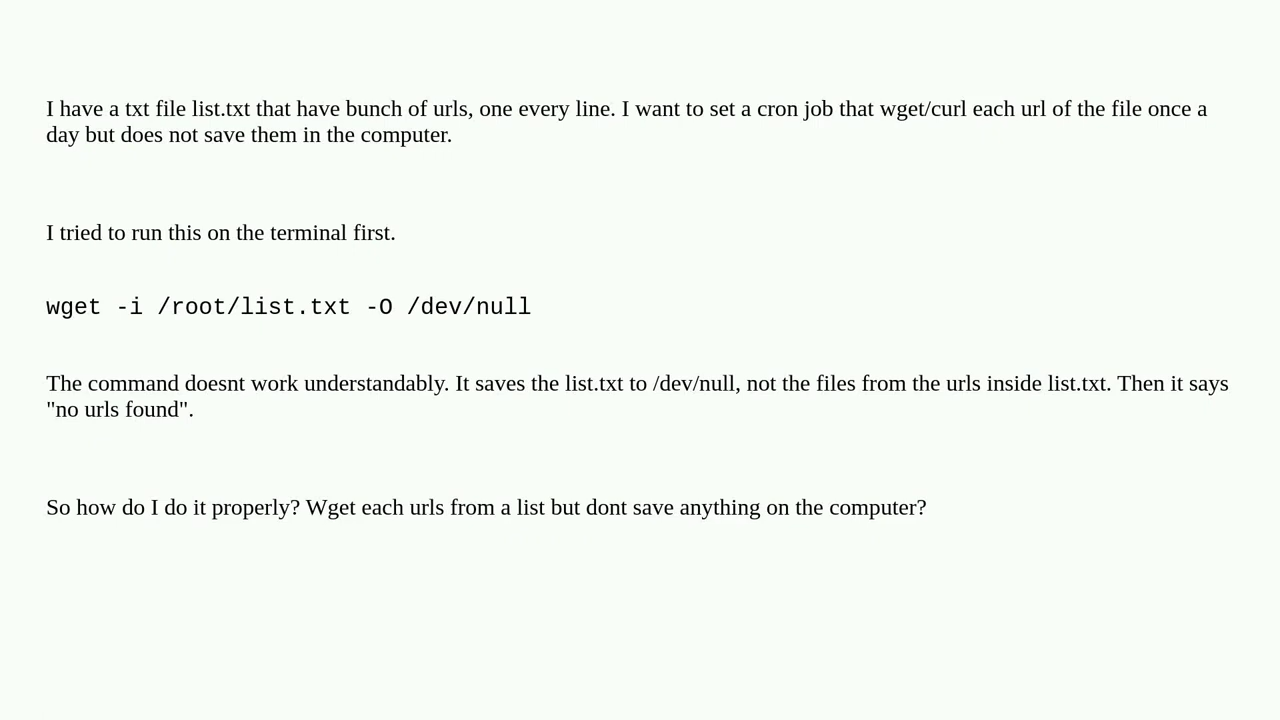 I have a txt file list.txt that have bunch of urls, one every line. I want to set a cron job that wget/curl each url of the file once a
day but does not save them in the computer.
I tried to run this on the terminal first.
wget -i /root/list.txt -O /dev/null
The command doesnt work understandably. It saves the list.txt to /dev/null, not the files from the urls inside list.txt. Then it says
"no urls found".
So how do I do it properly? Wget each urls from a list but dont save anything on the computer?